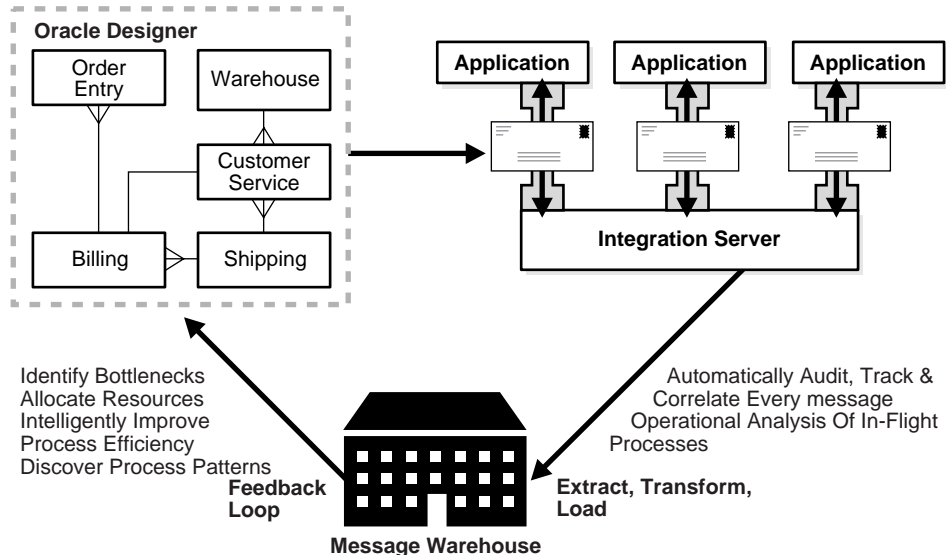 Oracle Designer
Order
Entry
Warehouse
Customer
Service
Billing
Shipping
Application
Application
Application
Integration Server
Identify Bottlenecks
Allocate Resources
Intelligently Improve
Process Efficiency
Discover Process Patterns
Feedback
Loop
Automatically Audit, Track &
Correlate Every message
Operational Analysis Of In-Flight
Processes
Extract, Transform,
Load
Message Warehouse